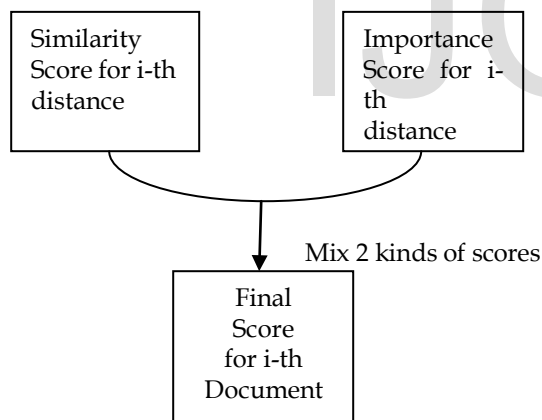 Similarity
Score for i-th
distance
Importance
Score for i-
th
distance
Mix 2 kinds of scores
Final
Score
for i-th
Document